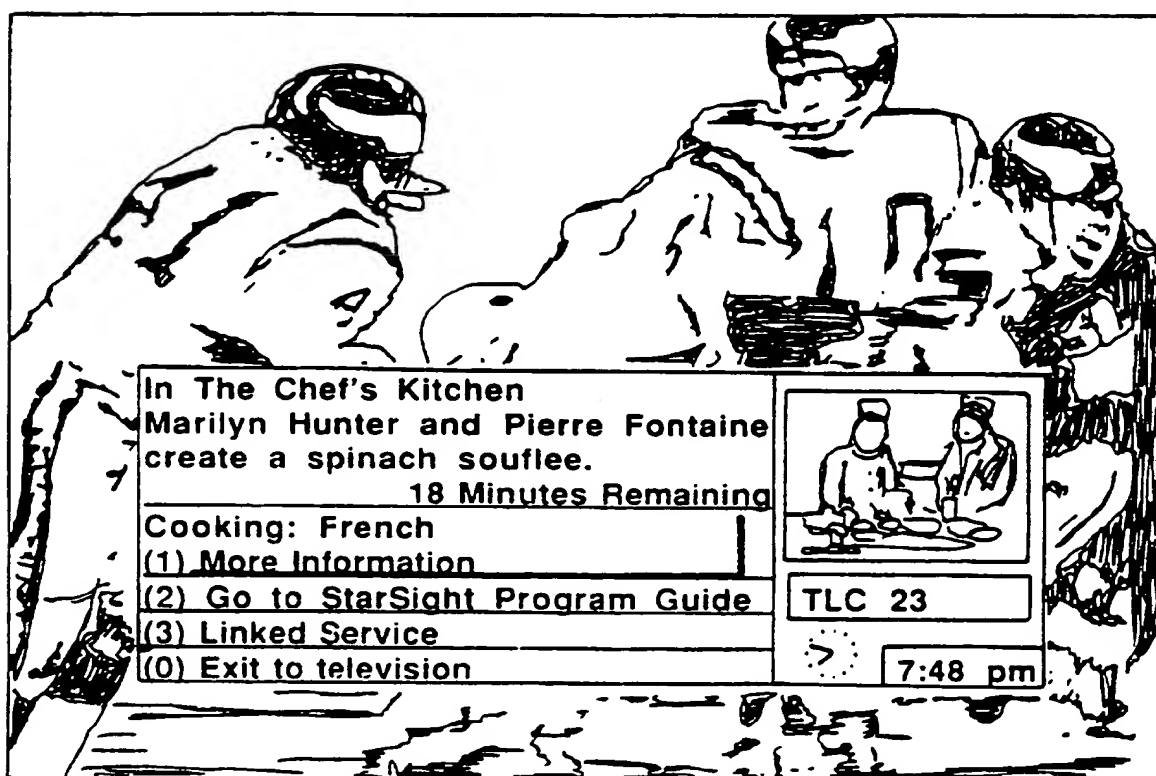 In The Chef's Kitchen
Marilyn Hunter and Pierre Fontaine
create a spinach souflee.
18 Minutes Remaining
Cooking: French
(1) More Information
(2) Go to StarSight Program Guide
(3) Linked Service
(0) Exit to television
TLC 23
7:48 pm